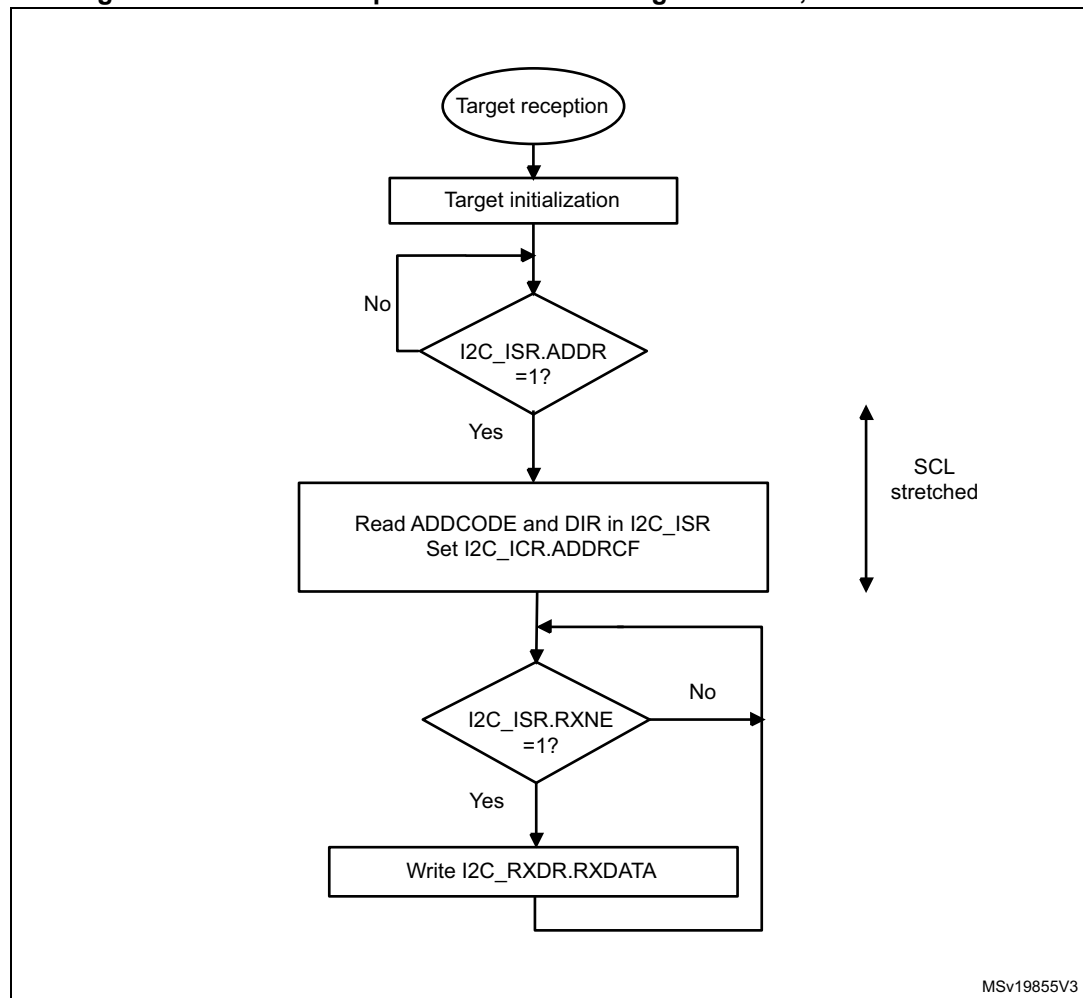 Target reception
Target initialization
No
I2C_ISR.ADDR
=1?
Yes
SCL
stretched
Read ADDCODE and DIR in I2C_ISR
Set I2C_ICR.ADDRCF
No
I2C_ISR.RXNE
=1?
Yes
Write I2C_RXDR.RXDATA
MSv19855V3